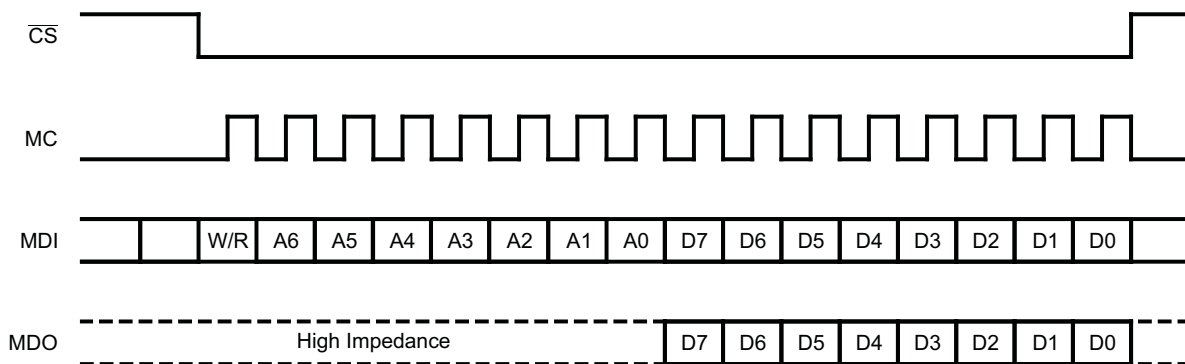 CS
MC
MDI W/R A6 A5 A4 A3 A2 A1 A0 D7 D6 D5 D4 D3 D2 D1 D0
MDO High Impedance D7 D6 D5 D4 D3 D2 D1 D0